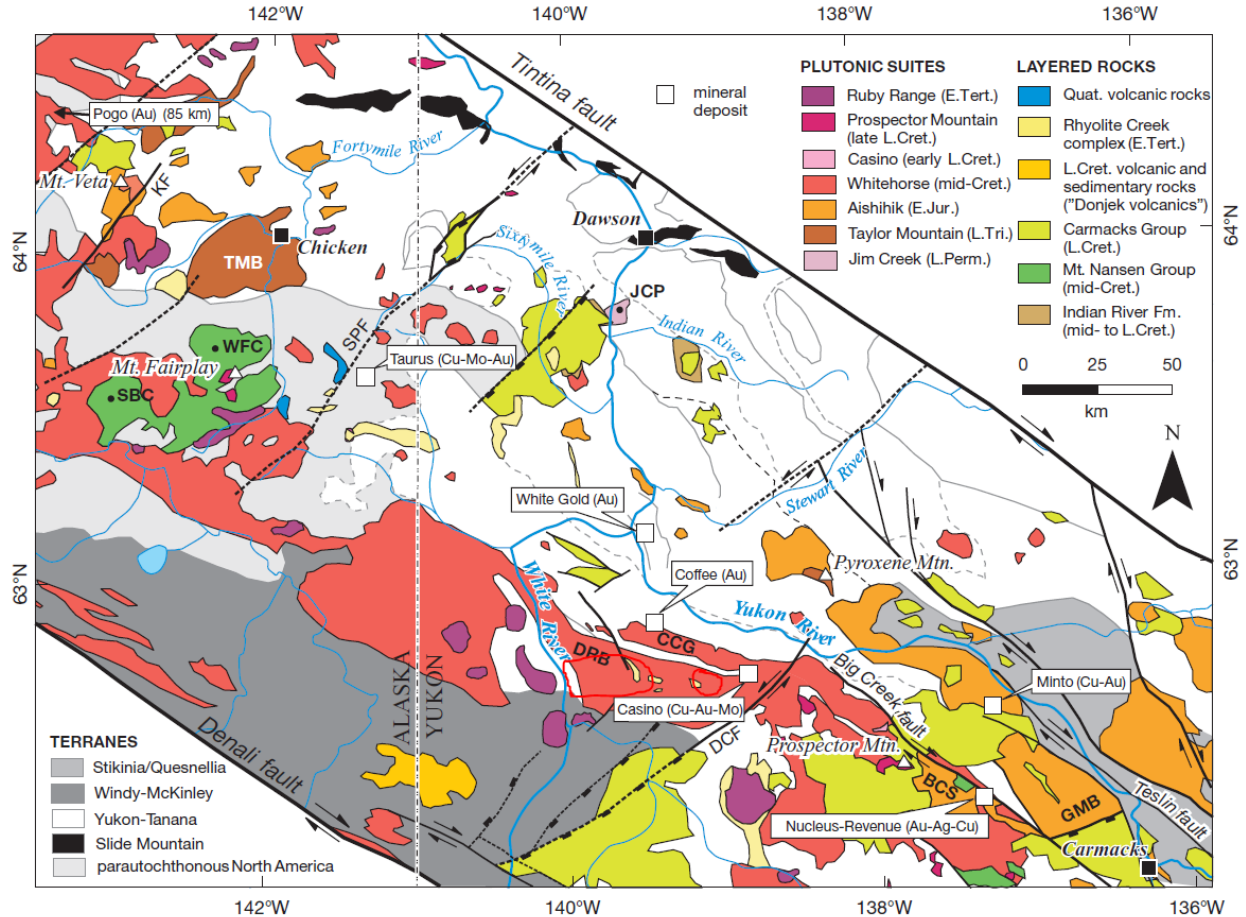 142°W
140°W
138°W
136°W
Tintina fault
mineral
deposit
PLUTONIC SUITES
Ruby Range (E.Tert.)
Prospector Mountain
(late L.Cret.)
Casino (early L.Cret.)
Whitehorse (mid-Cret.)
Aishihik (E.Jur.)
Taylor Mountain (L.Tri.)
Jim Creek (L.Perm.)
LAYERED ROCKS
Quat. volcanic rocks
Rhyolite Creek
complex (E.Tert.)
L.Cret. volcanic and
sedimentary rocks
("Donjek volcanics")
Carmacks Group
(L.Cret.)
Mt. Nansen Group
(mid-Cret.)
Indian River Fm.
(mid- to L.Cret.)
0 25 50
km
N
Pogo (Au) (85 km)
Fortymile River
Mt. Veta
KF
Dawson
Chicken
64°N
64°N
TMB
Sixtymile River
JCP
Indian River
SPF
WFC
Taurus (Cu-Mo-Au)
Mt. Fairplay
SBC
Stewart River
White Gold (Au)
63°N
63°N
Coffee (Au)
Pyroxene Mtn.
White River
Yukon River
DRB
CCG
Big Creek fault
Minto (Cu-Au)
ALASKA
YUKON
Casino (Cu-Au-Mo)
DCF
Prospector Mtn.
Denali fault
BCS
GMB
Teslin fault
Nucleus-Revenue (Au-Ag-Cu)
Carmacks
TERRANES
Stikinia/Quesnellia
Windy-McKinley
Yukon-Tanana
Slide Mountain
parautochthonous North America
142°W
140°W
138°W
136°W